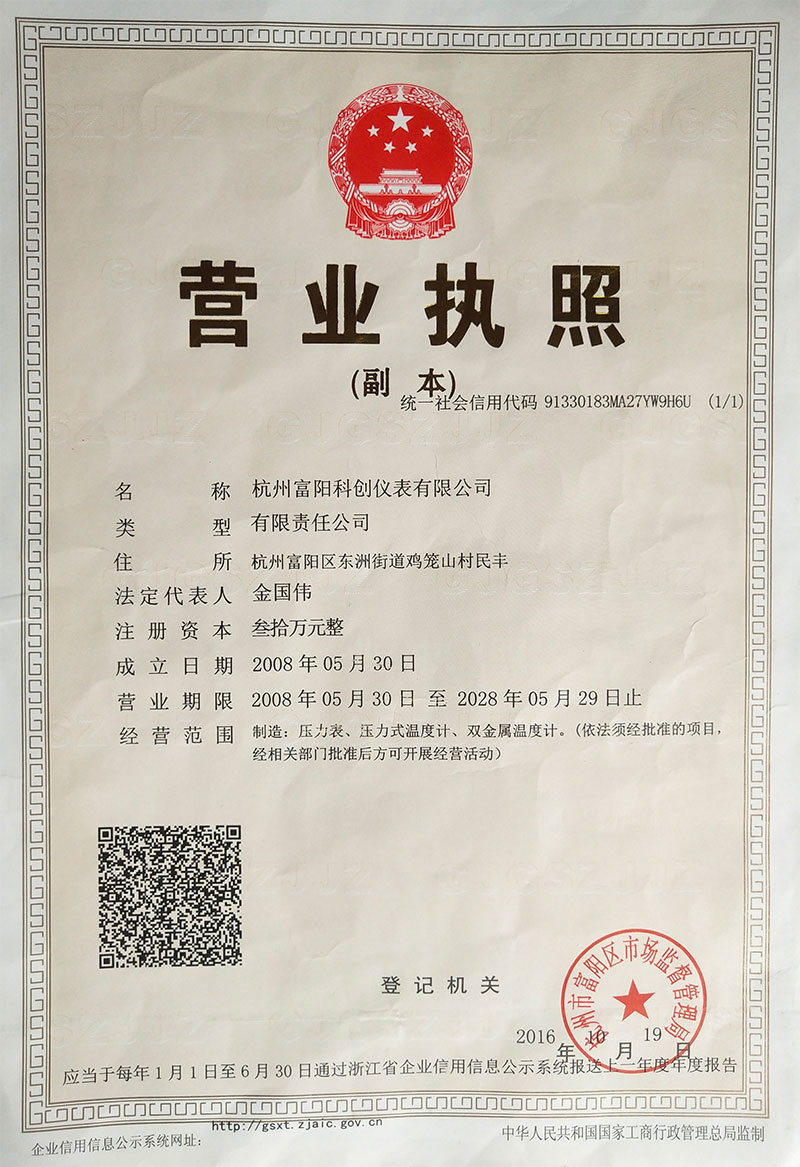 营业执照
(副 本)
统一社会信用代码 91330183MA27YW9H6U (1/1)
名 称 杭州富阳科创仪表有限公司
类 型 有限责任公司
住 所 杭州富阳区东洲街道鸡笼山村民丰
法定代表人 金国伟
注册资本 叁拾万元整
成立日期 2008年05月30日
营业期限 2008年05月30日 至 2028年05月29日止
经营范围 制造：压力表、压力式温度计、双金属温度计。(依法须经批准的项目，
经相关部门批准后方可开展经营活动)
登记机关
杭州市富阳区市场监督管理局
2016年10月19日
应当于每年1月1日至6月30日通过浙江省企业信用信息公示系统报送上一年度年度报告
企业信用信息公示系统网址： http://gsxt.zjaic.gov.cn
中华人民共和国国家工商行政管理总局监制